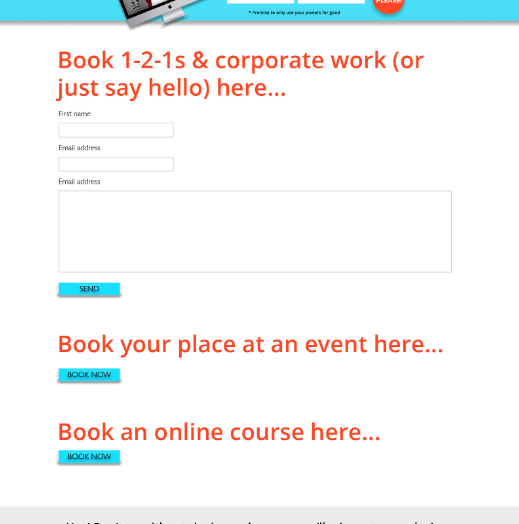 PLEASE!
* Promise to only use your powers for good
Book 1-2-1s & corporate work (or
just say hello) here...
First name
Email address
Email address
SEND
Book your place at an event here...
BOOK NOW
Book an online course here...
BOOK NOW